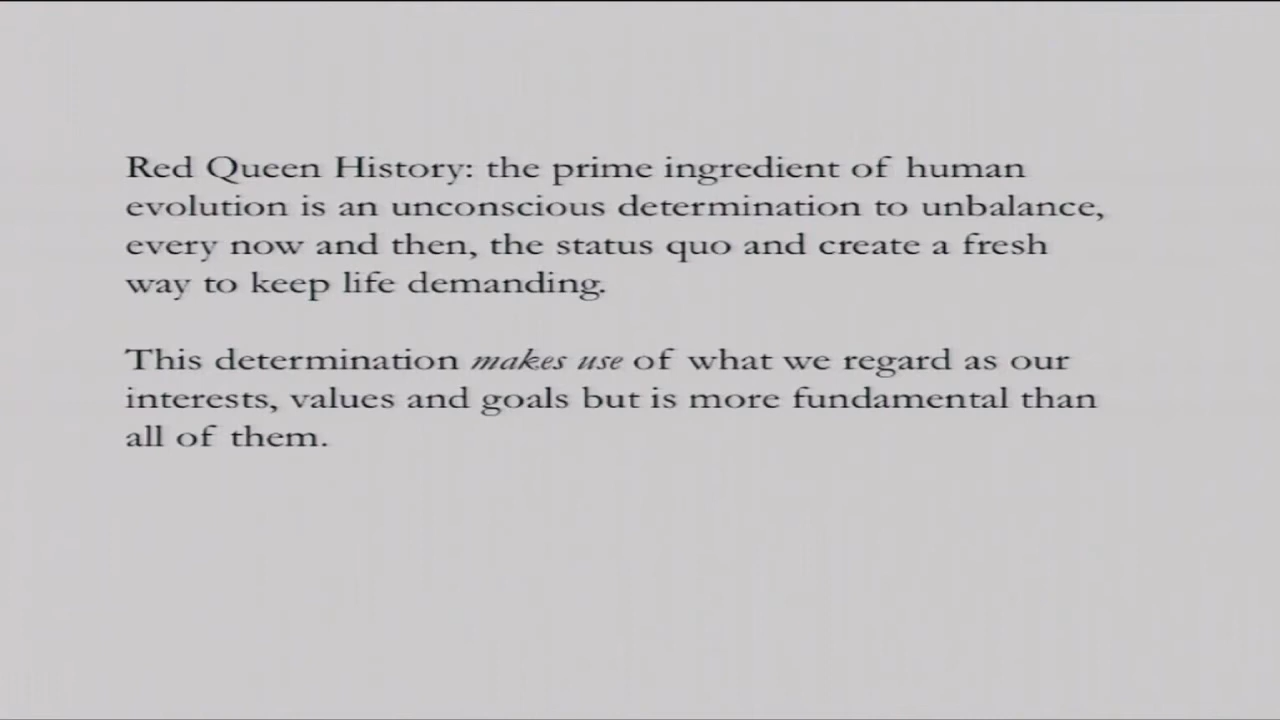 Red Queen History: the prime ingredient of human
evolution is an unconscious determination to unbalance,
every now and then, the status quo and create a fresh
way to keep life demanding.
This determination makes use of what we regard as our
interests, values and goals but is more fundamental than
all of them.